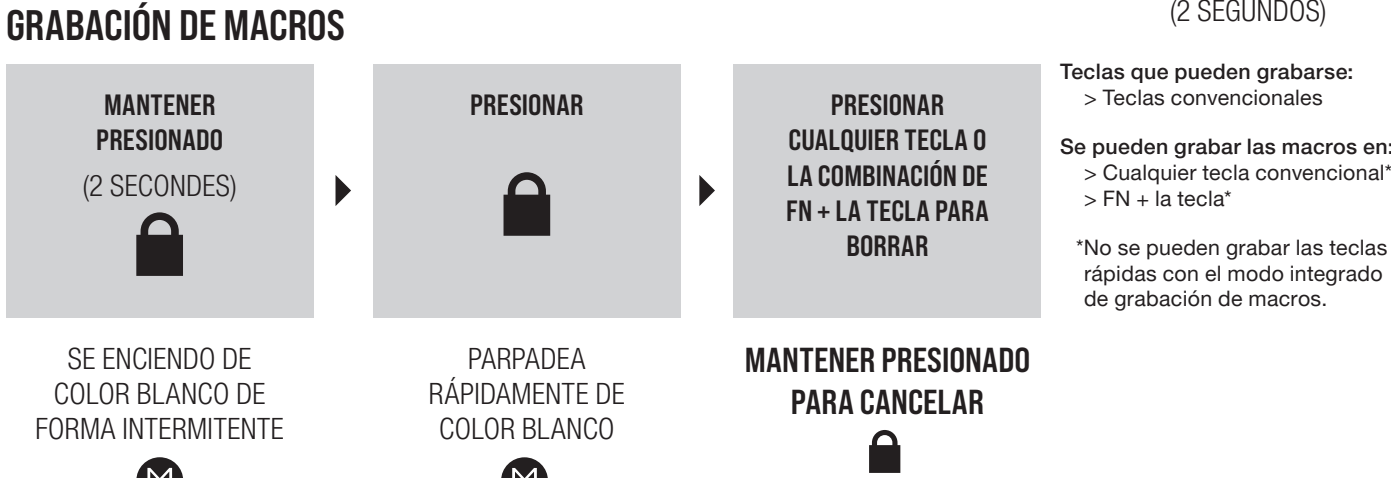 GRABACIÓN DE MACROS
MANTENER
PRESIONADO
(2 SECONDES)
SE ENCIENDO DE
COLOR BLANCO DE
FORMA INTERMITENTE
PRESIONAR
PARPADEA
RÁPIDAMENTE DE
COLOR BLANCO
PRESIONAR
CUALQUIER TECLA O
LA COMBINACIÓN DE
FN + LA TECLA PARA
BORRAR
MANTENER PRESIONADO
PARA CANCELAR
(2 SEGUNDOS)
Teclas que pueden grabarse:
> Teclas convencionales
Se pueden grabar las macros en:
> Cualquier tecla convencional*
> FN + la tecla*
*No se pueden grabar las teclas
rápidas con el modo integrado
de grabación de macros.